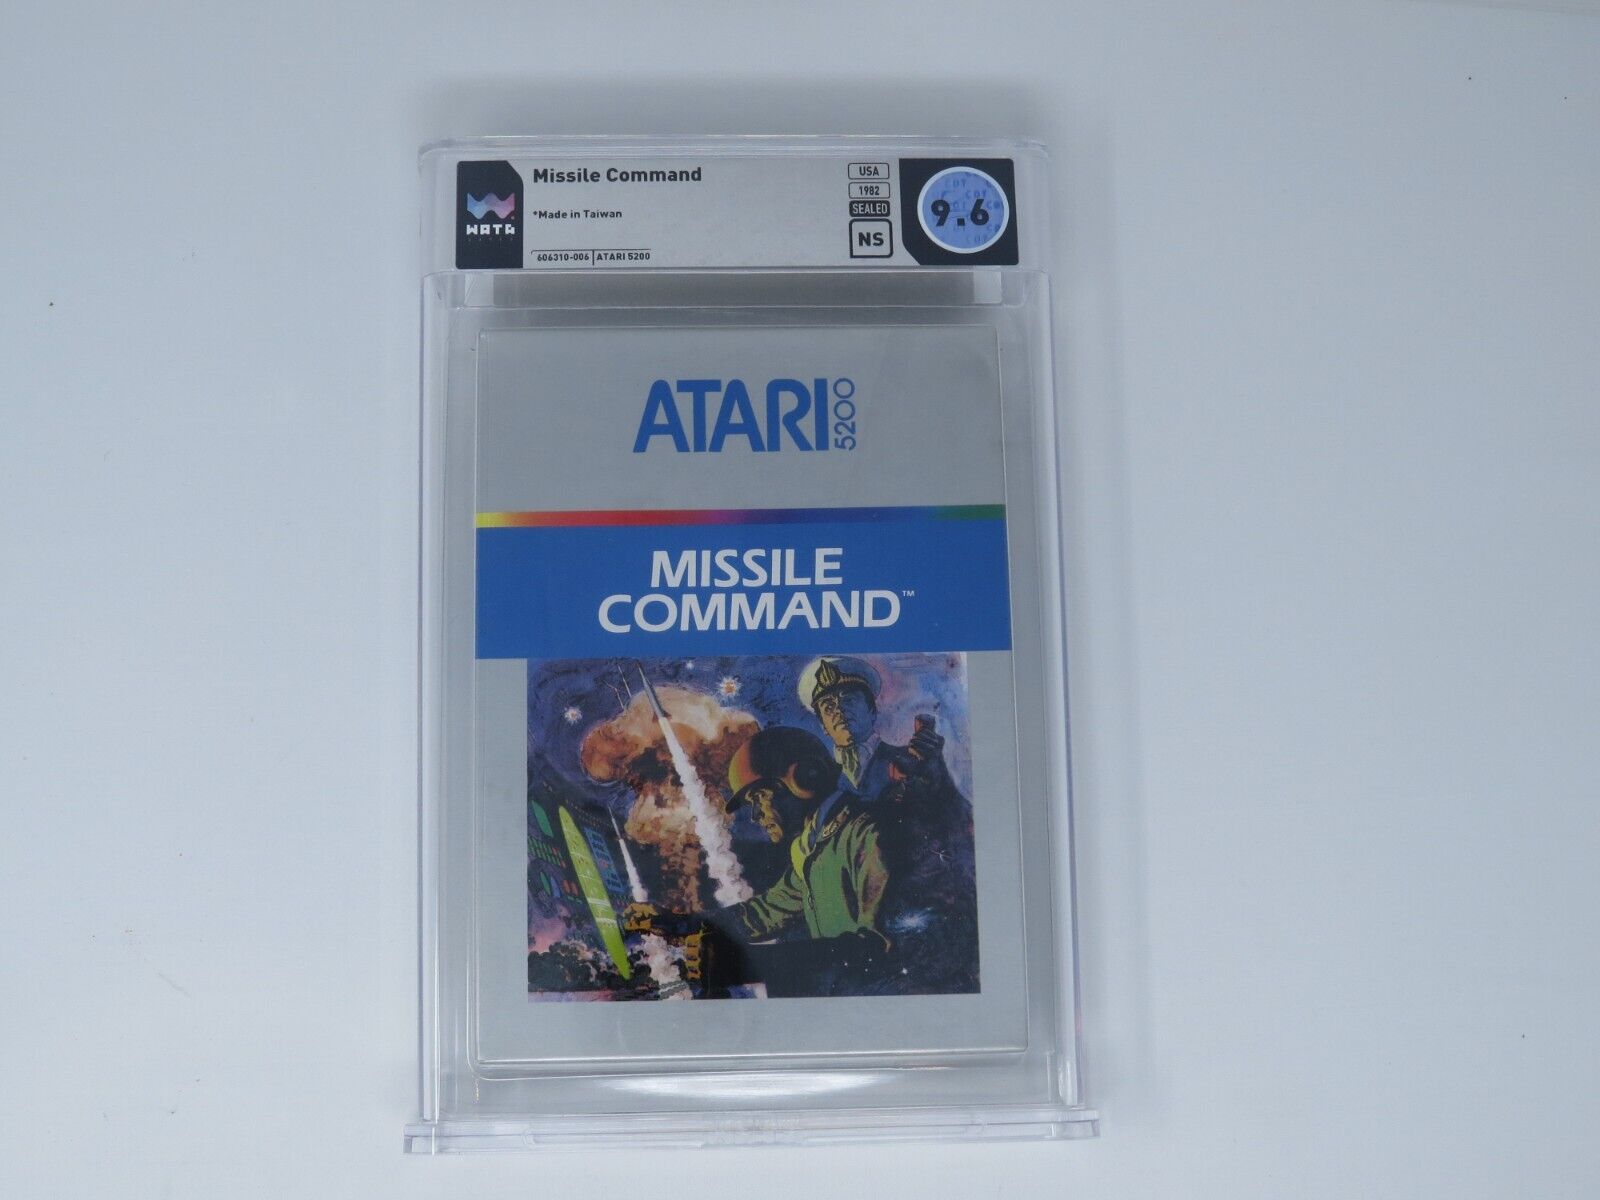 WATA
Missile Command
*Made in Taiwan
606310-006 ATARI 5200
USA
1982
SEALED
NS
9.6
ATARI 5200
MISSILE
COMMAND™